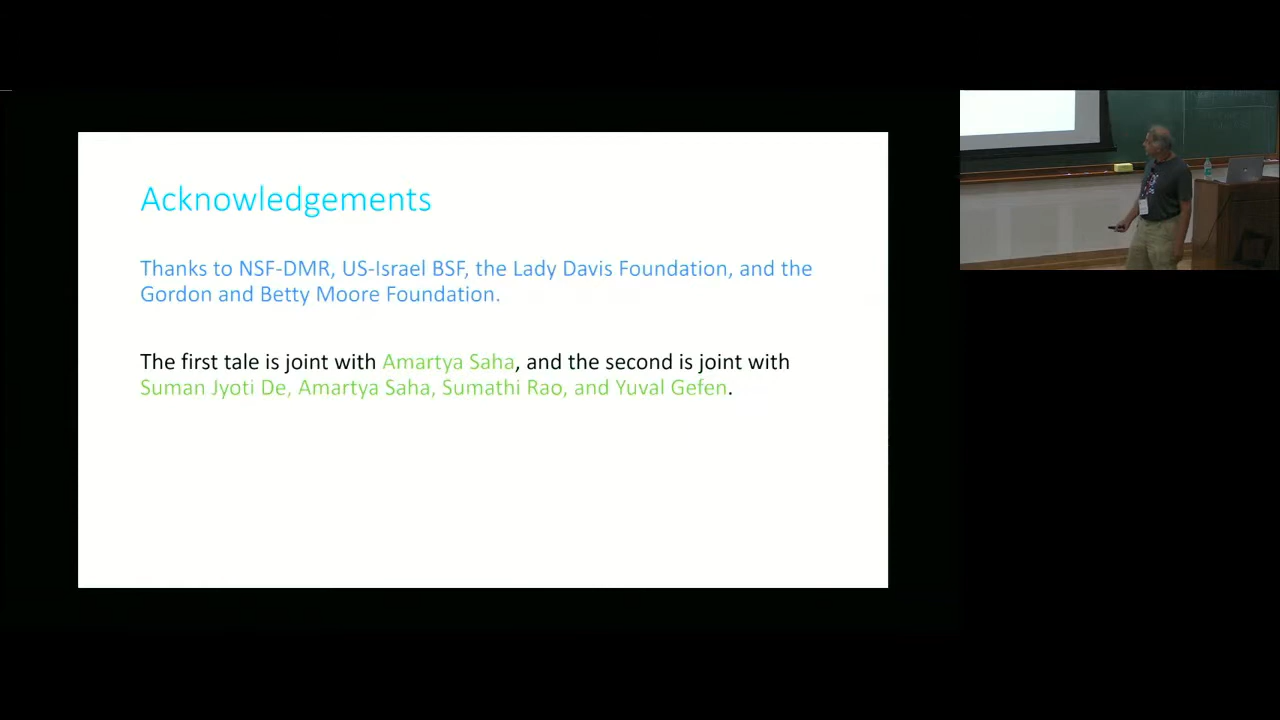 Acknowledgements
Thanks to NSF-DMR, US-Israel BSF, the Lady Davis Foundation, and the
Gordon and Betty Moore Foundation.
The first tale is joint with Amartya Saha, and the second is joint with
Suman Jyoti De, Amartya Saha, Sumathi Rao, and Yuval Gefen.